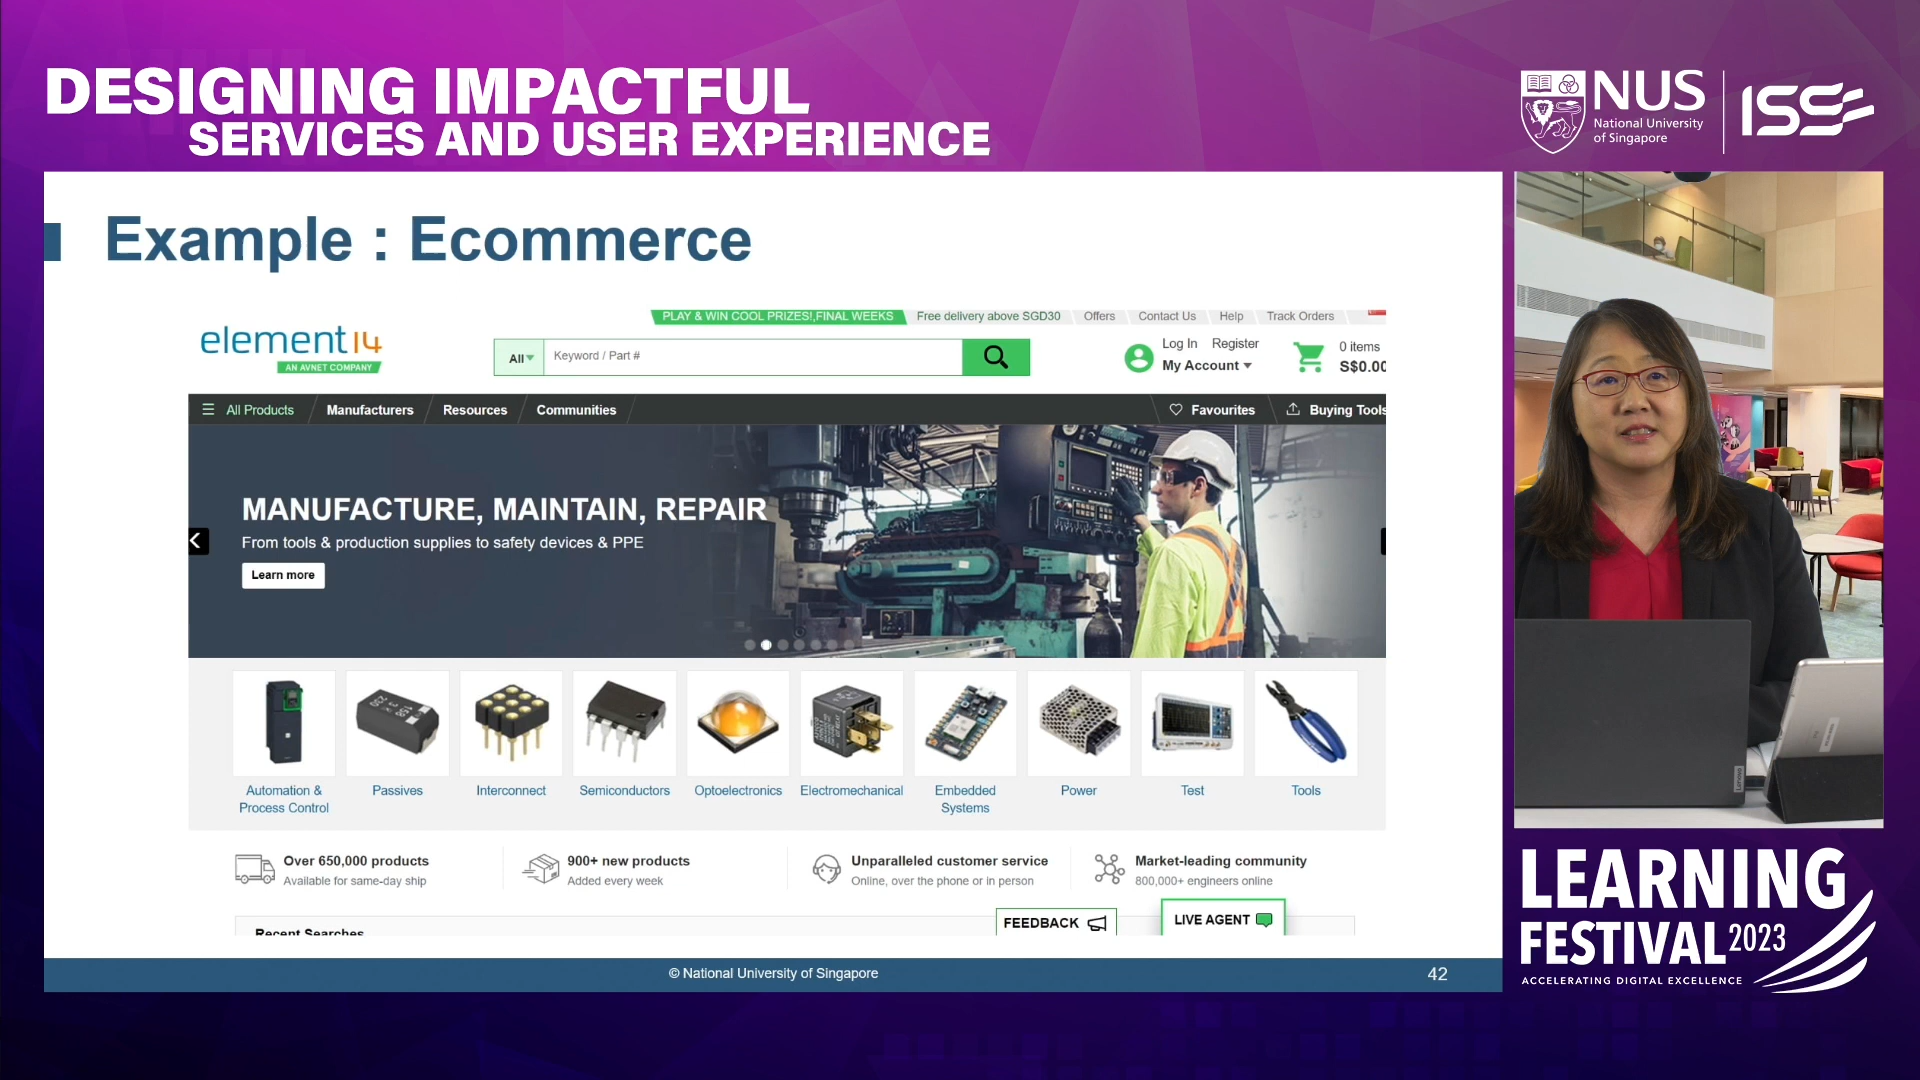 DESIGNING IMPACTFUL
SERVICES AND USER EXPERIENCE
NUS
National University
of Singapore
ISS
Example : Ecommerce
element14
AN AVNET COMPANY
PLAY & WIN COOL PRIZES!,FINAL WEEKS
Free delivery above SGD30
Offers
Contact Us
Help
Track Orders
All
Keyword / Part #
Log In
Register
My Account
0 items
S$0.00
All Products
Manufacturers
Resources
Communities
Favourites
Buying Tools
MANUFACTURE, MAINTAIN, REPAIR
From tools & production supplies to safety devices & PPE
Learn more
Automation &
Process Control
Passives
Interconnect
Semiconductors
Optoelectronics
Electromechanical
Embedded
Systems
Power
Test
Tools
Over 650,000 products
Available for same-day ship
900+ new products
Added every week
Unparalleled customer service
Online, over the phone or in person
Market-leading community
800,000+ engineers online
Recent Searches
FEEDBACK
LIVE AGENT
© National University of Singapore
42
Lenovo
LEARNING
FESTIVAL 2023
ACCELERATING DIGITAL EXCELLENCE